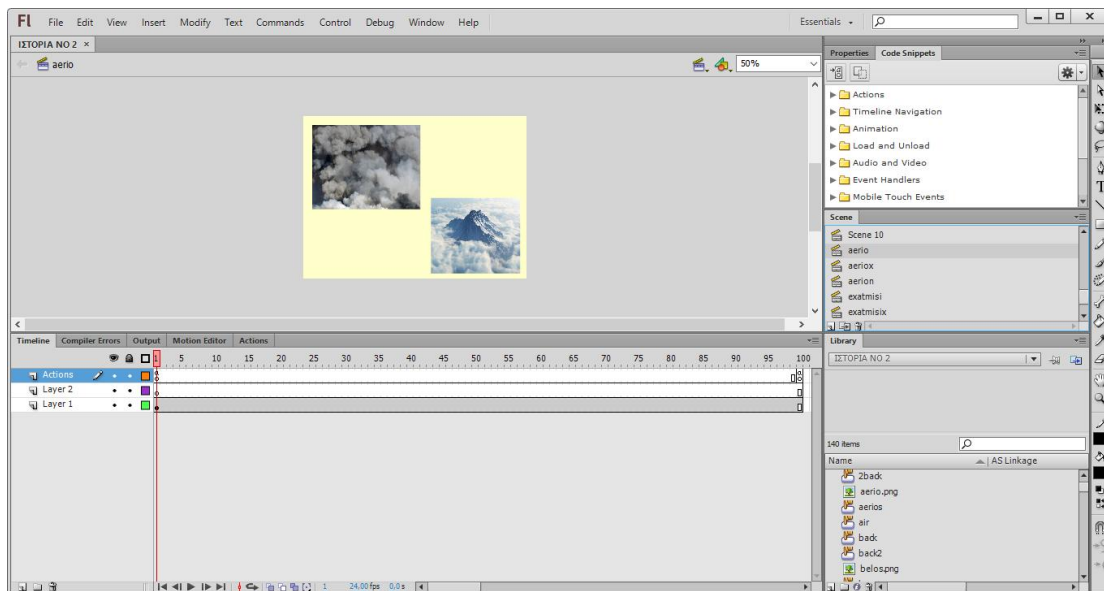 Fl File Edit View Insert Modify Text Commands Control Debug Window Help Essentials
ΙΣΤΟΡΙΑ NO 2 ×
aerio 50%
Properties Code Snippets
Actions
Timeline Navigation
Animation
Load and Unload
Audio and Video
Event Handlers
Mobile Touch Events
Scene
Scene 10
aerio
aeriox
aerion
exatmisi
exatmisix
Timeline Compiler Errors Output Motion Editor Actions
1 5 10 15 20 25 30 35 40 45 50 55 60 65 70 75 80 85 90 95 100
Actions
Layer 2
Layer 1
1 24.00 fps 0.0 s
Library
ΙΣΤΟΡΙΑ NO 2
140 items
Name AS Linkage
2back
aerio.png
aerios
air
back
back2
belos.png